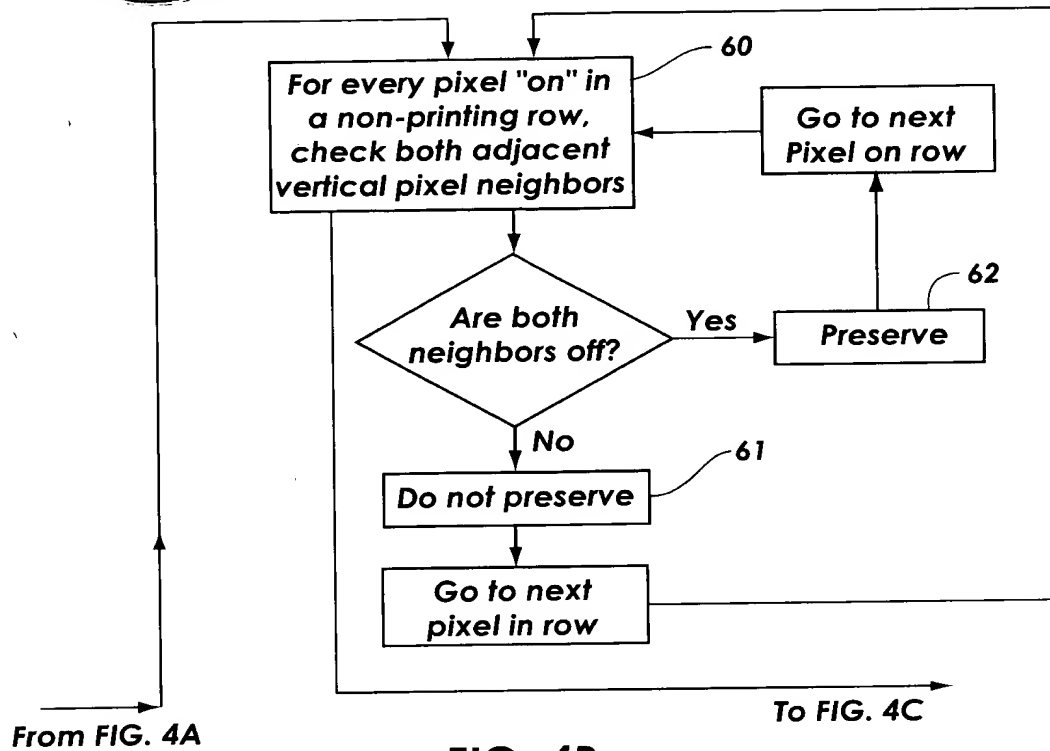 60
For every pixel "on" in
a non-printing row,
check both adjacent
vertical pixel neighbors
Go to next
Pixel on row
62
Are both
neighbors off?
Yes
Preserve
No
61
Do not preserve
Go to next
pixel in row
From FIG. 4A
To FIG. 4C
FIG. 4B